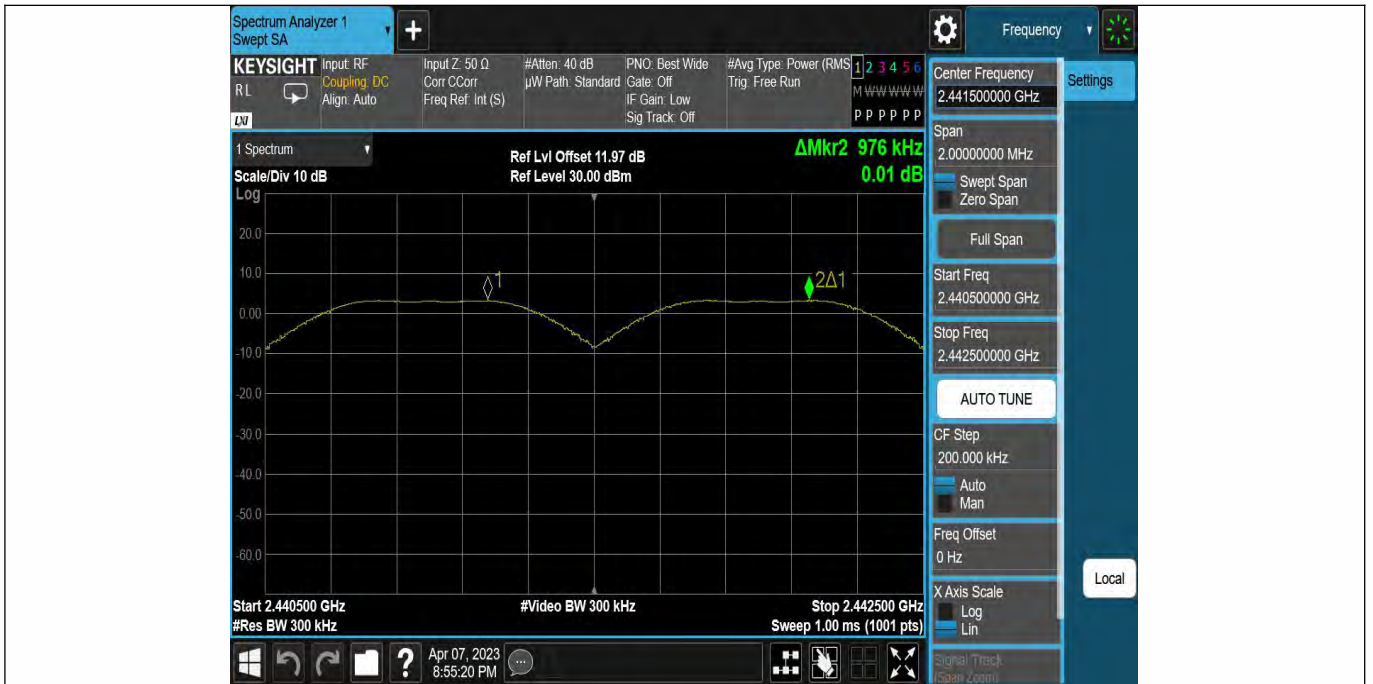 Spectrum Analyzer 1
Swept SA
+
Frequency
KEYSIGHT
RL
LXI
Input: RF
Coupling: DC
Align: Auto
Input Z: 50 Ω
Corr CCorr
Freq Ref: Int (S)
#Atten: 40 dB
µW Path: Standard
PNO: Best Wide
Gate: Off
IF Gain: Low
Sig Track: Off
#Avg Type: Power (RMS
Trig: Free Run
1 2 3 4 5 6
M W W W W W
P P P P P P
1 Spectrum
Scale/Div 10 dB
Ref Lvl Offset 11.97 dB
Ref Level 30.00 dBm
ΔMkr2 976 kHz
0.01 dB
Log
20.0
10.0
0.00
-10.0
-20.0
-30.0
-40.0
-50.0
-60.0
1
2Δ1
Start 2.440500 GHz
#Video BW 300 kHz
Stop 2.442500 GHz
#Res BW 300 kHz
Sweep 1.00 ms (1001 pts)
Center Frequency
2.441500000 GHz
Settings
Span
2.00000000 MHz
Swept Span
Zero Span
Full Span
Start Freq
2.440500000 GHz
Stop Freq
2.442500000 GHz
AUTO TUNE
CF Step
200.000 kHz
Auto
Man
Freq Offset
0 Hz
X Axis Scale
Log
Lin
Signal Track
(Span Zoom)
Local
?
Apr 07, 2023
8:55:20 PM